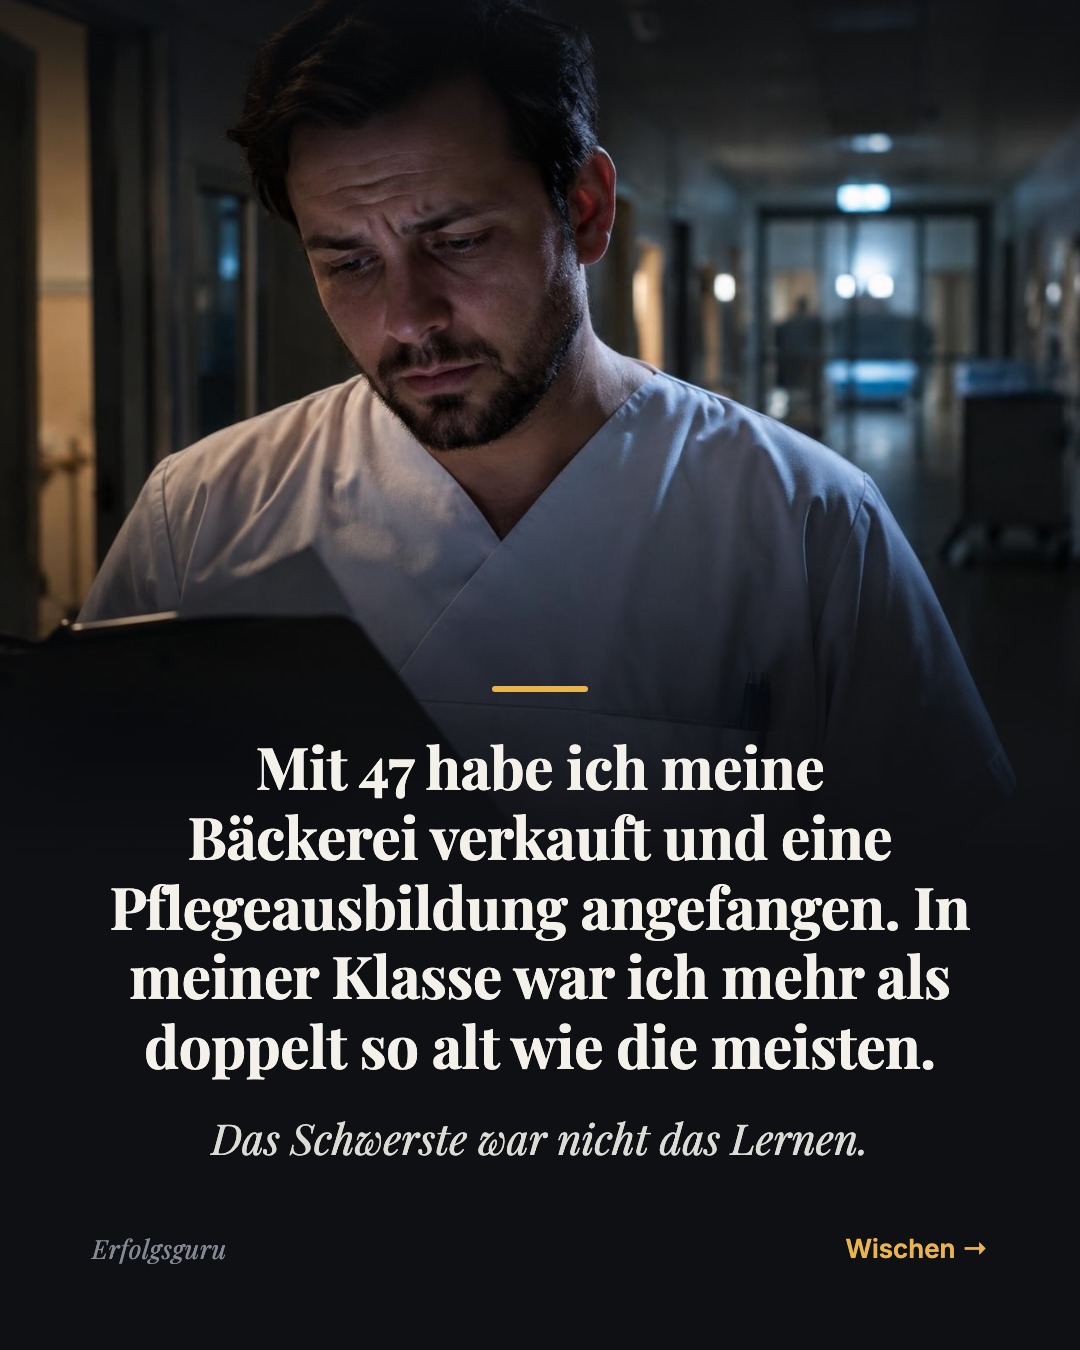 Mit 47 habe ich meine
Bäckerei verkauft und eine
Pflegeausbildung angefangen. In
meiner Klasse war ich mehr als
doppelt so alt wie die meisten.
Das Schwerste war nicht das Lernen.
Erfolgsguru
Wischen →